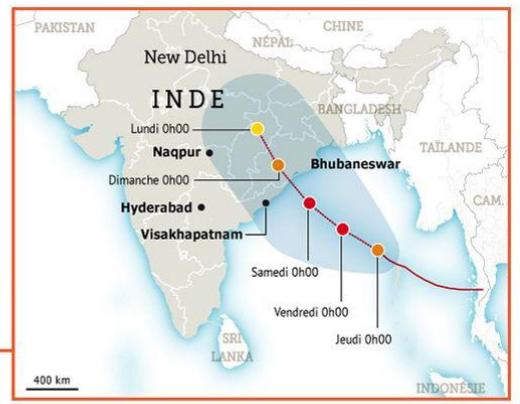 PAKISTAN
CHINE
NÉPAL
New Delhi
INDE
BANGLADESH
Lundi 0h00
Naqpur
Bhubaneswar
TAÏLANDE
Dimanche 0h00
CAM.
Hyderabad
Visakhapatnam
Samedi 0h00
Vendredi 0h00
Jeudi 0h00
SRI
LANKA
400 km
INDONÉSIE